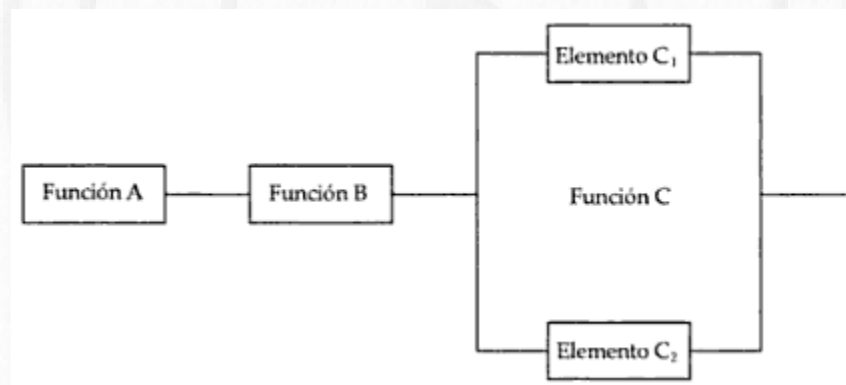 Elemento C₁
Función A
Función B
Función C
Elemento C₂